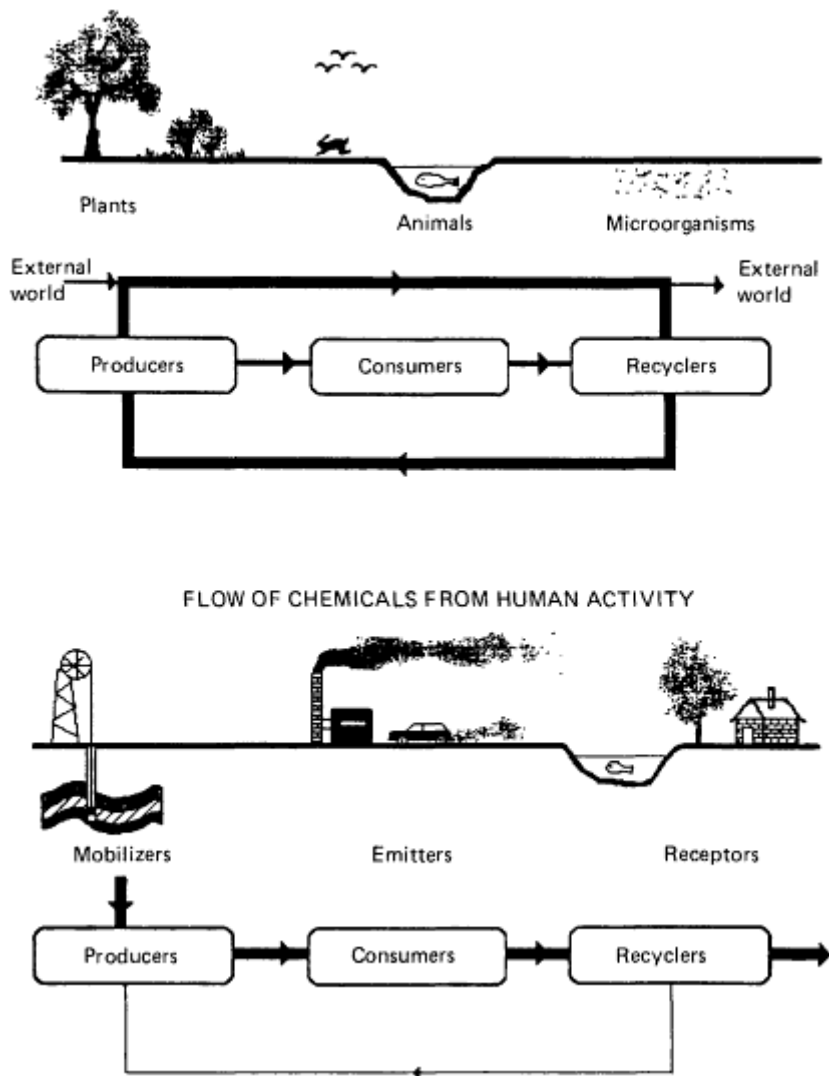 Plants
Animals
Microorganisms
External
world
External
world
Producers
Consumers
Recyclers
FLOW OF CHEMICALS FROM HUMAN ACTIVITY
Mobilizers
Emitters
Receptors
Producers
Consumers
Recyclers